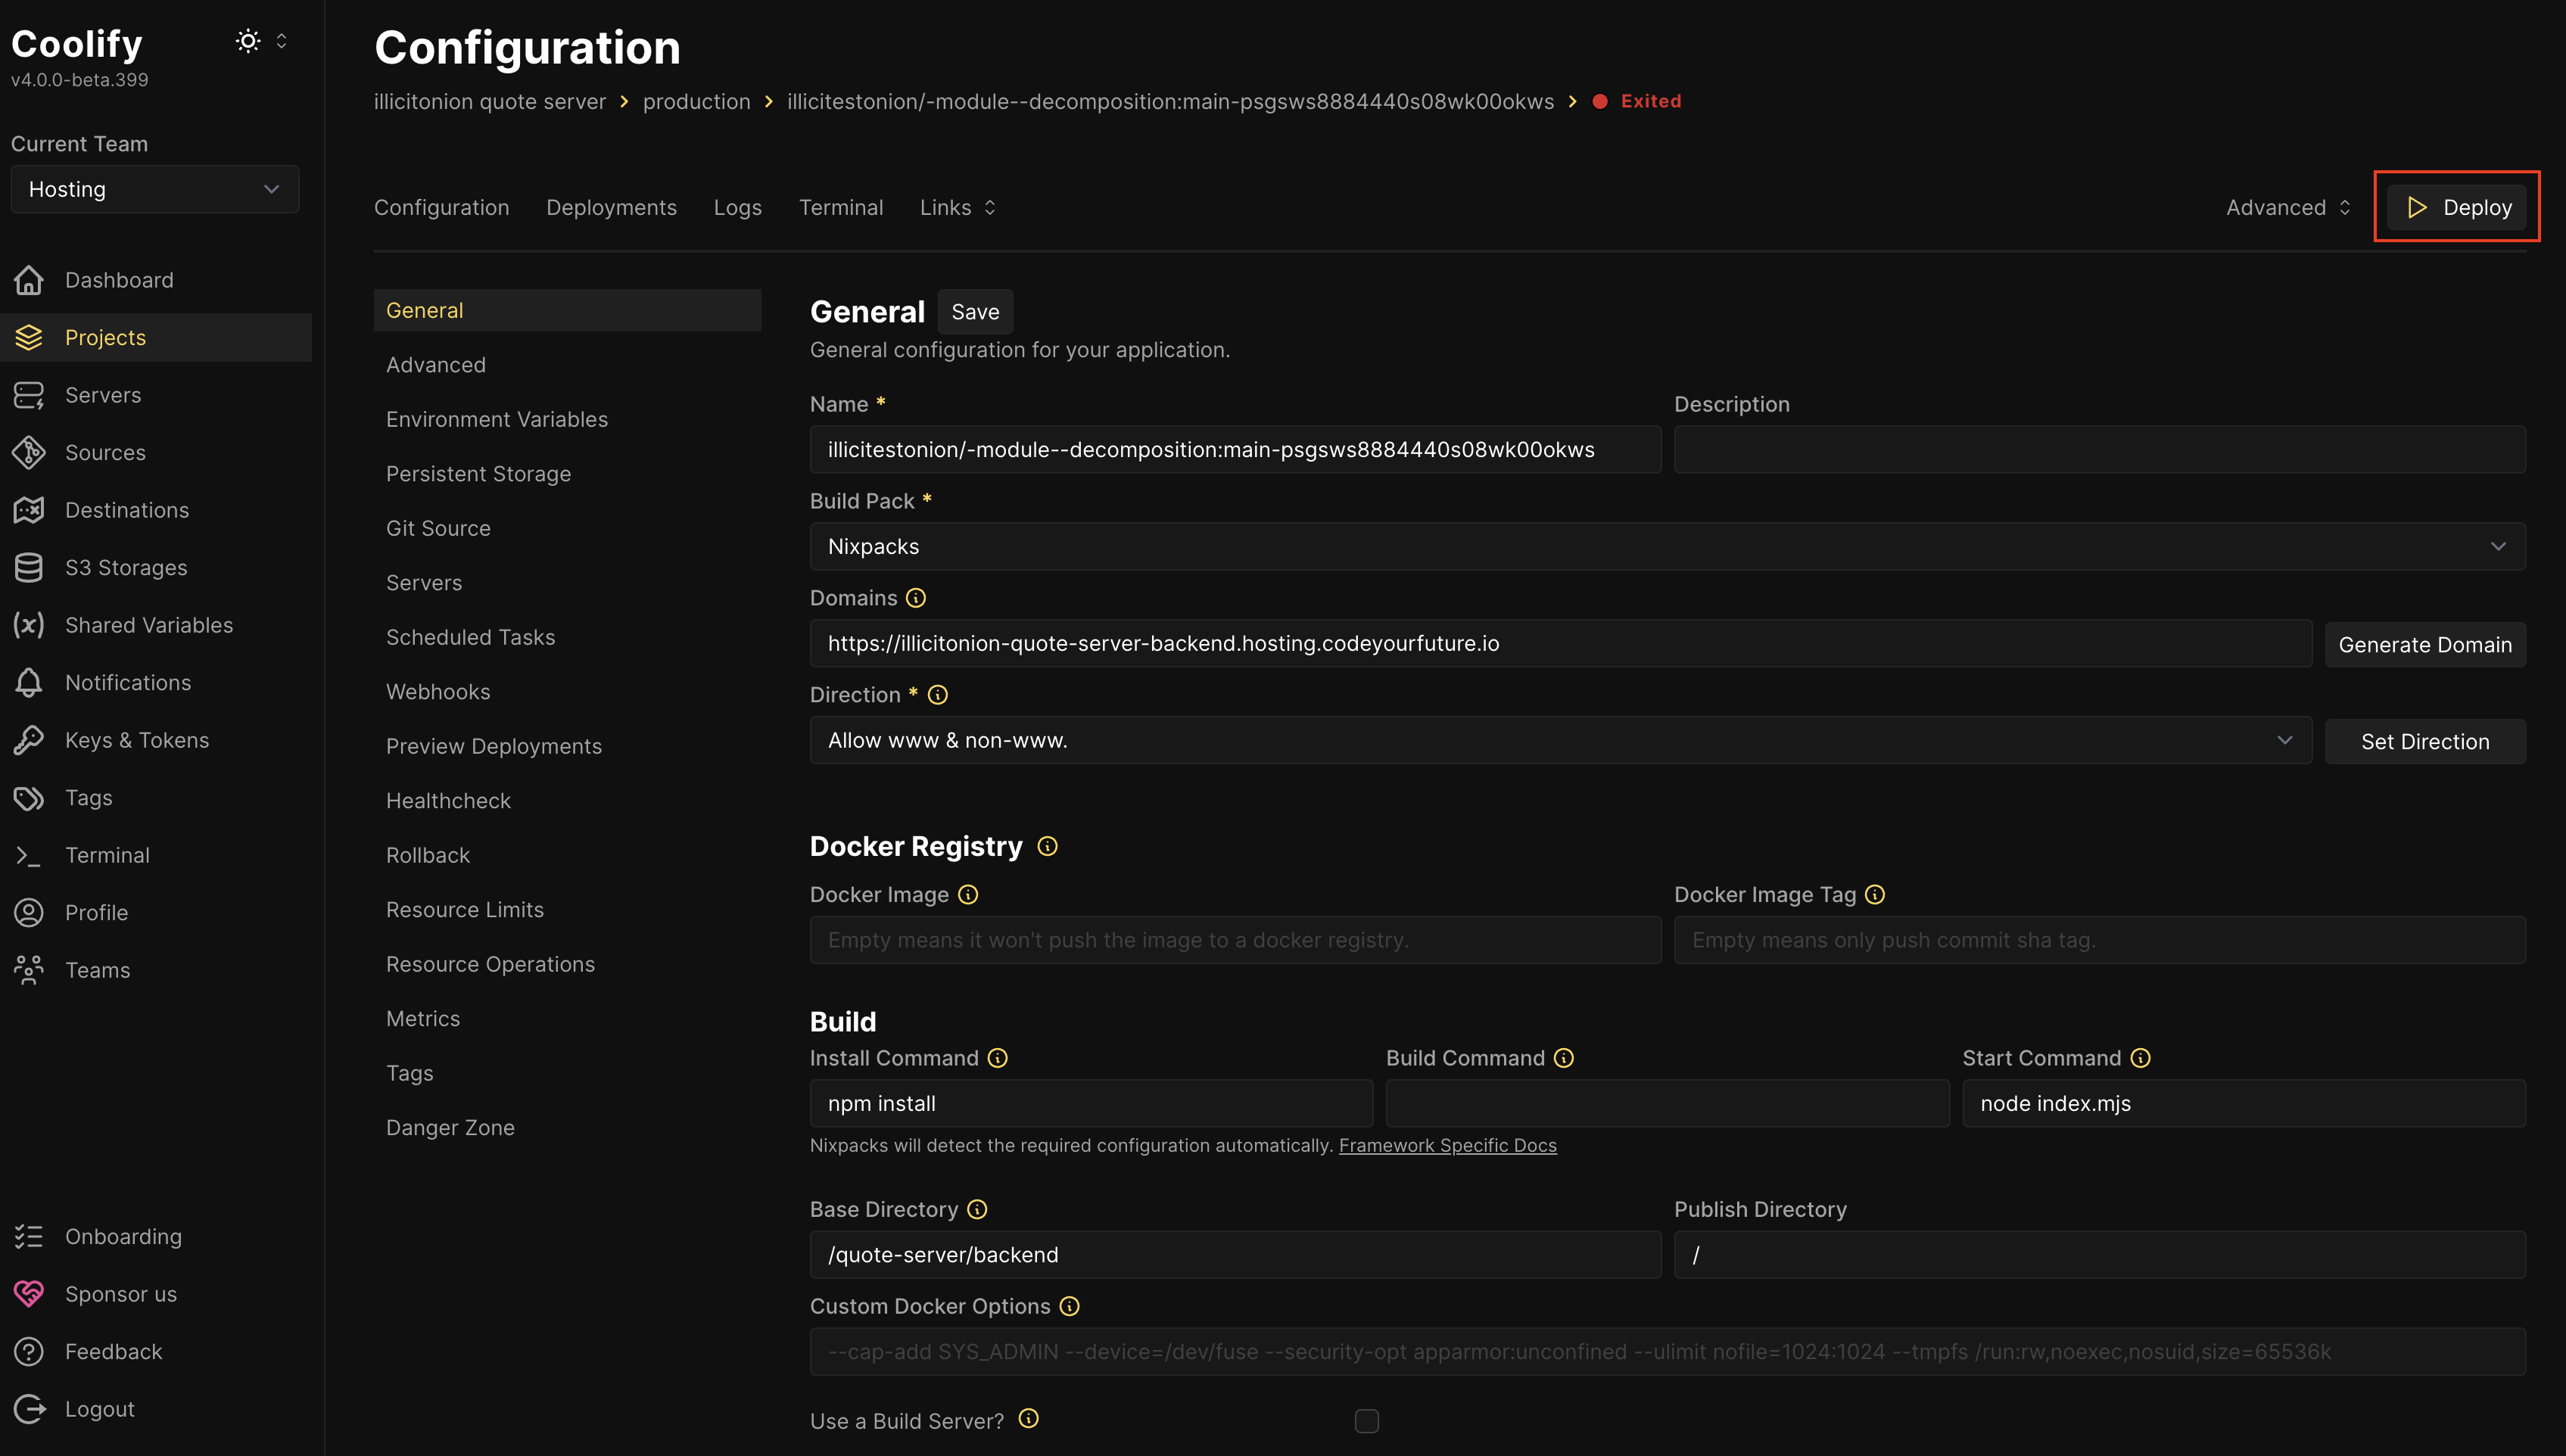 Coolify
v4.0.0-beta.399
Current Team
Hosting
Dashboard
Projects
Servers
Sources
Destinations
S3 Storages
Shared Variables
Notifications
Keys & Tokens
Tags
Terminal
Profile
Teams
Onboarding
Sponsor us
Feedback
Logout
Configuration
illicitonion quote server production illicitestonion/-module--decomposition:main-psgsws8884440s08wk00okws Exited
Configuration Deployments Logs Terminal Links Advanced Deploy
General
Advanced
Environment Variables
Persistent Storage
Git Source
Servers
Scheduled Tasks
Webhooks
Preview Deployments
Healthcheck
Rollback
Resource Limits
Resource Operations
Metrics
Tags
Danger Zone
General Save
General configuration for your application.
Name * Description
illicitestonion/-module--decomposition:main-psgsws8884440s08wk00okws
Build Pack *
Nixpacks
Domains
https://illicitonion-quote-server-backend.hosting.codeyourfuture.io Generate Domain
Direction *
Allow www & non-www. Set Direction
Docker Registry
Docker Image Docker Image Tag
Empty means it won't push the image to a docker registry. Empty means only push commit sha tag.
Build
Install Command Build Command Start Command
npm install node index.mjs
Nixpacks will detect the required configuration automatically. Framework Specific Docs
Base Directory Publish Directory
/quote-server/backend /
Custom Docker Options
--cap-add SYS_ADMIN --device=/dev/fuse --security-opt apparmor:unconfined --ulimit nofile=1024:1024 --tmpfs /run:rw,noexec,nosuid,size=65536k
Use a Build Server?